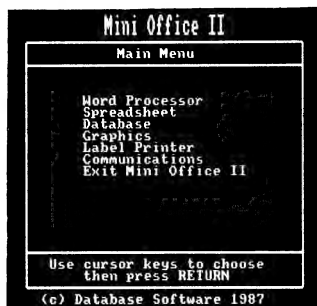 Mini Office II
Main Menu
Word Processor
Spreadsheet
Database
Graphics
Label Printer
Communications
Exit Mini Office II
Use cursor keys to choose
then press RETURN
(c) Database Software 1987